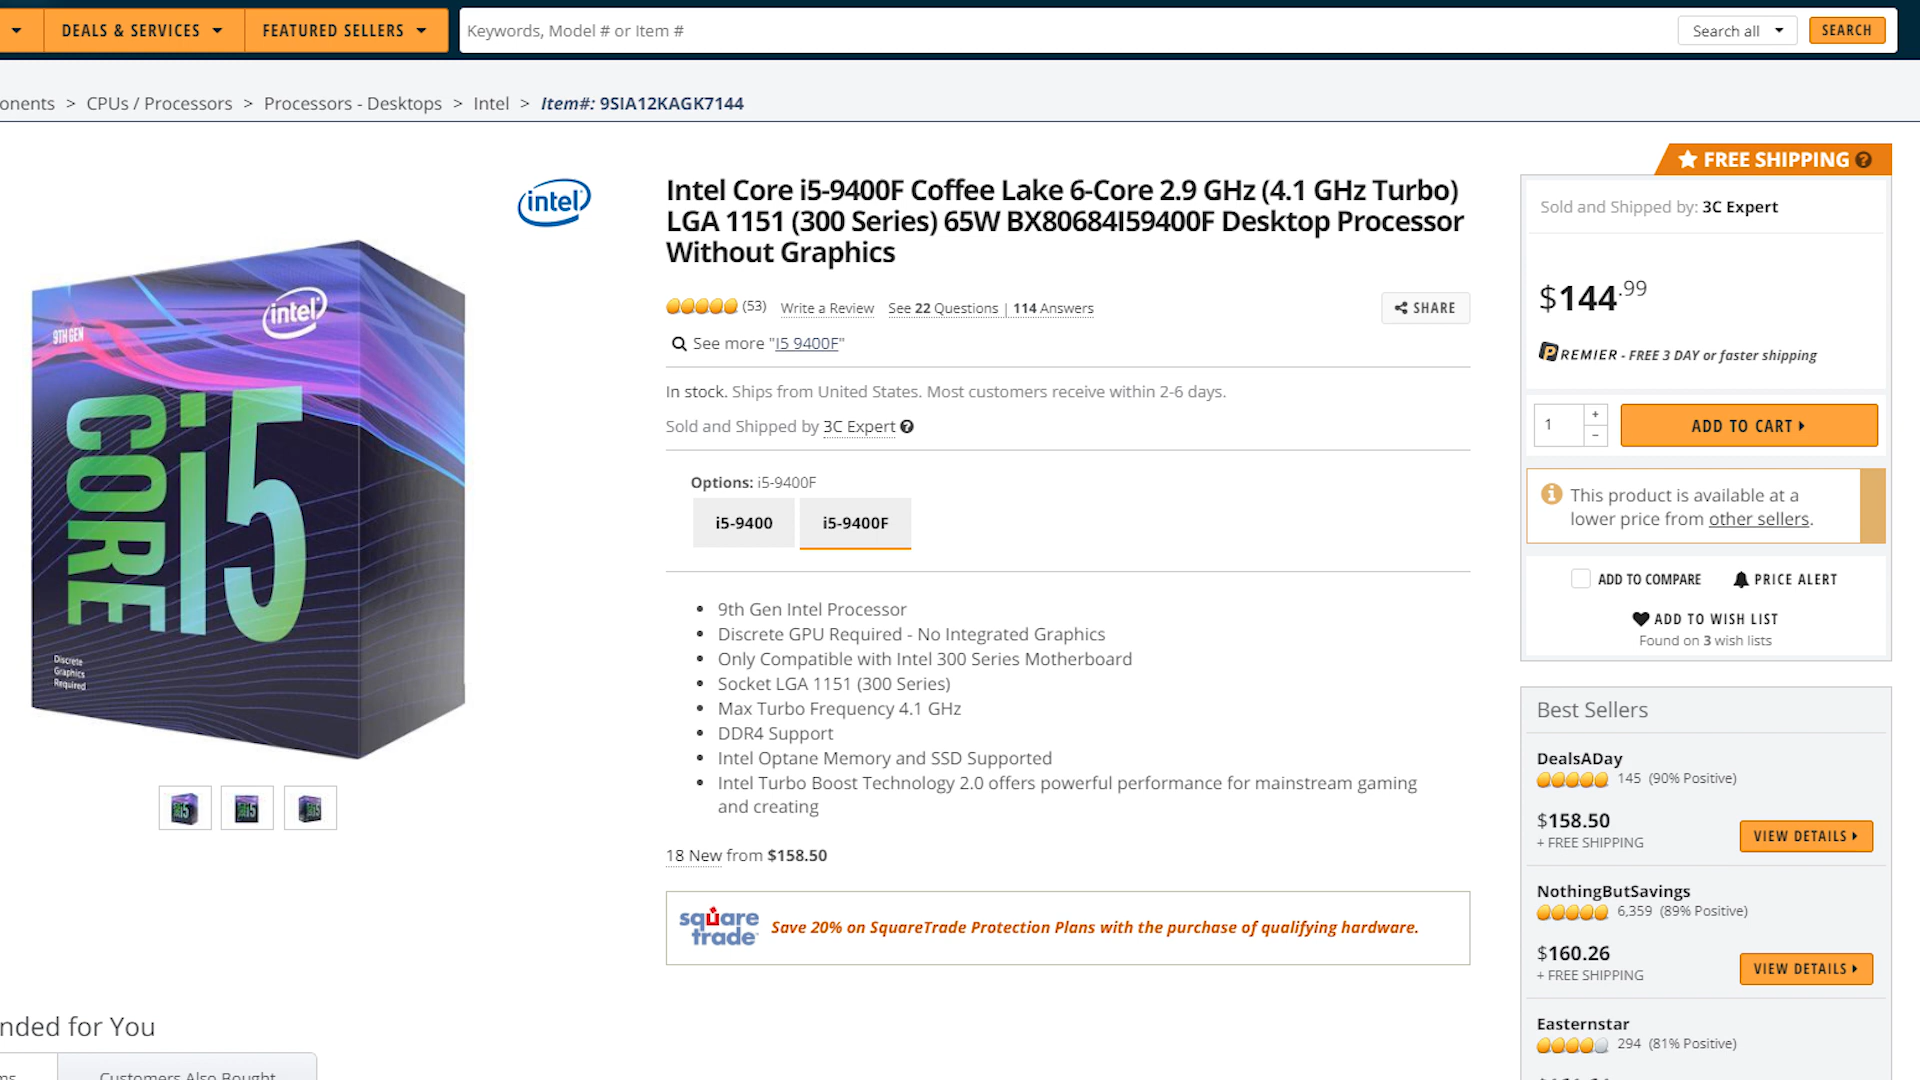 DEALS & SERVICES
FEATURED SELLERS
Keywords, Model # or Item #
Search all
SEARCH
onents > CPUs / Processors > Processors - Desktops > Intel > Item#: 9SIA12KAGK7144
FREE SHIPPING ?
intel
Intel Core i5-9400F Coffee Lake 6-Core 2.9 GHz (4.1 GHz Turbo)
LGA 1151 (300 Series) 65W BX80684I59400F Desktop Processor
Without Graphics
(53) Write a Review See 22 Questions | 114 Answers
SHARE
See more "I5 9400F"
In stock. Ships from United States. Most customers receive within 2-6 days.
Sold and Shipped by 3C Expert ?
Options: i5-9400F
i5-9400
i5-9400F
• 9th Gen Intel Processor
• Discrete GPU Required - No Integrated Graphics
• Only Compatible with Intel 300 Series Motherboard
• Socket LGA 1151 (300 Series)
• Max Turbo Frequency 4.1 GHz
• DDR4 Support
• Intel Optane Memory and SSD Supported
• Intel Turbo Boost Technology 2.0 offers powerful performance for mainstream gaming
and creating
18 New from $158.50
square
trade
Save 20% on SquareTrade Protection Plans with the purchase of qualifying hardware.
intel
9TH GEN
CORE
i5
Discrete
Graphics
Required
Sold and Shipped by: 3C Expert
$144.99
PREMIER - FREE 3 DAY or faster shipping
1
+
−
ADD TO CART
This product is available at a
lower price from other sellers.
ADD TO COMPARE
PRICE ALERT
ADD TO WISH LIST
Found on 3 wish lists
Best Sellers
DealsADay
145 (90% Positive)
$158.50
+ FREE SHIPPING
VIEW DETAILS
NothingButSavings
6,359 (89% Positive)
$160.26
+ FREE SHIPPING
VIEW DETAILS
Easternstar
294 (81% Positive)
nded for You
ms
Customers Also Bought